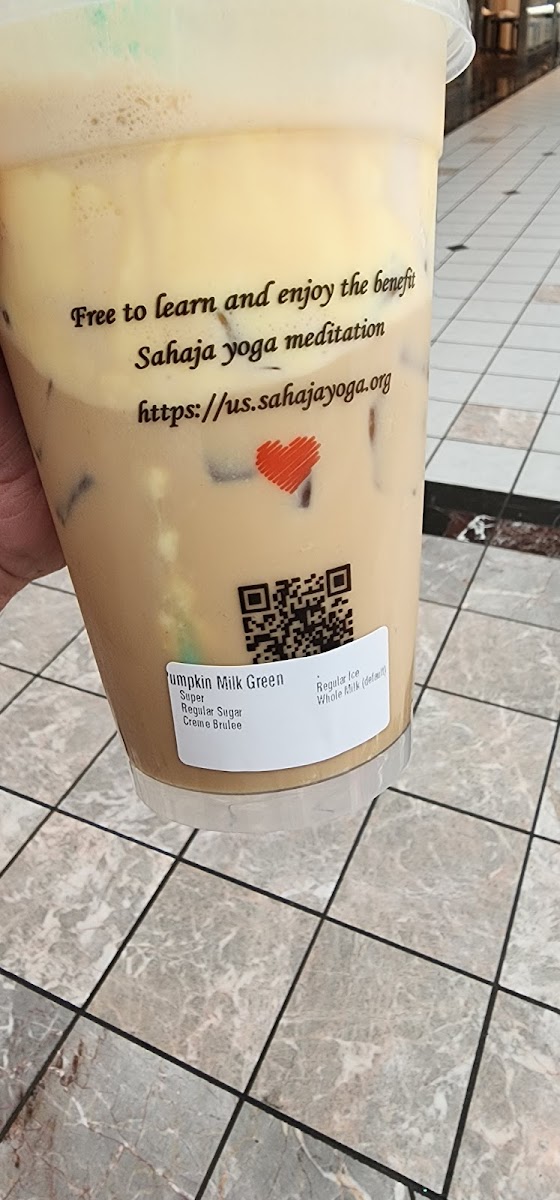 Free to learn and enjoy the benefit
Sahaja yoga meditation
https://us.sahajayoga.org
umpkin Milk Green
Super
Regular Sugar
Creme Brulee
-
Regular Ice
Whole Milk (default)